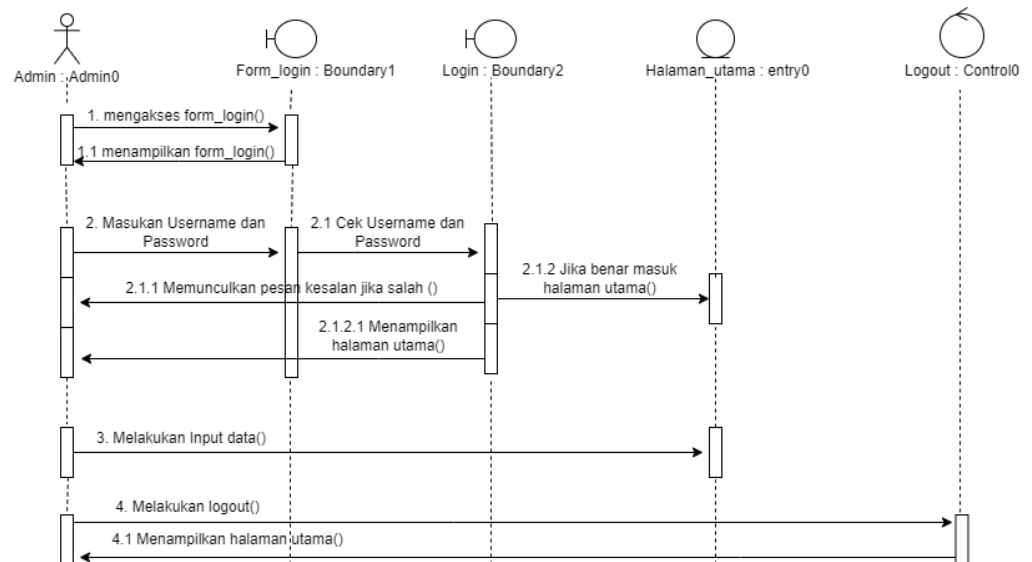 Admin : Admin0
Form_login : Boundary1
Login : Boundary2
Halaman_utama : entry0
Logout : Control0
1. mengakses form_login()
1.1 menampilkan form_login()
2. Masukan Username dan
Password
2.1 Cek Username dan
Password
2.1.2 Jika benar masuk
halaman utama()
2.1.1 Memunculkan pesan kesalan jika salah ()
2.1.2.1 Menampilkan
halaman utama()
3. Melakukan Input data()
4. Melakukan logout()
4.1 Menampilkan halaman utama()